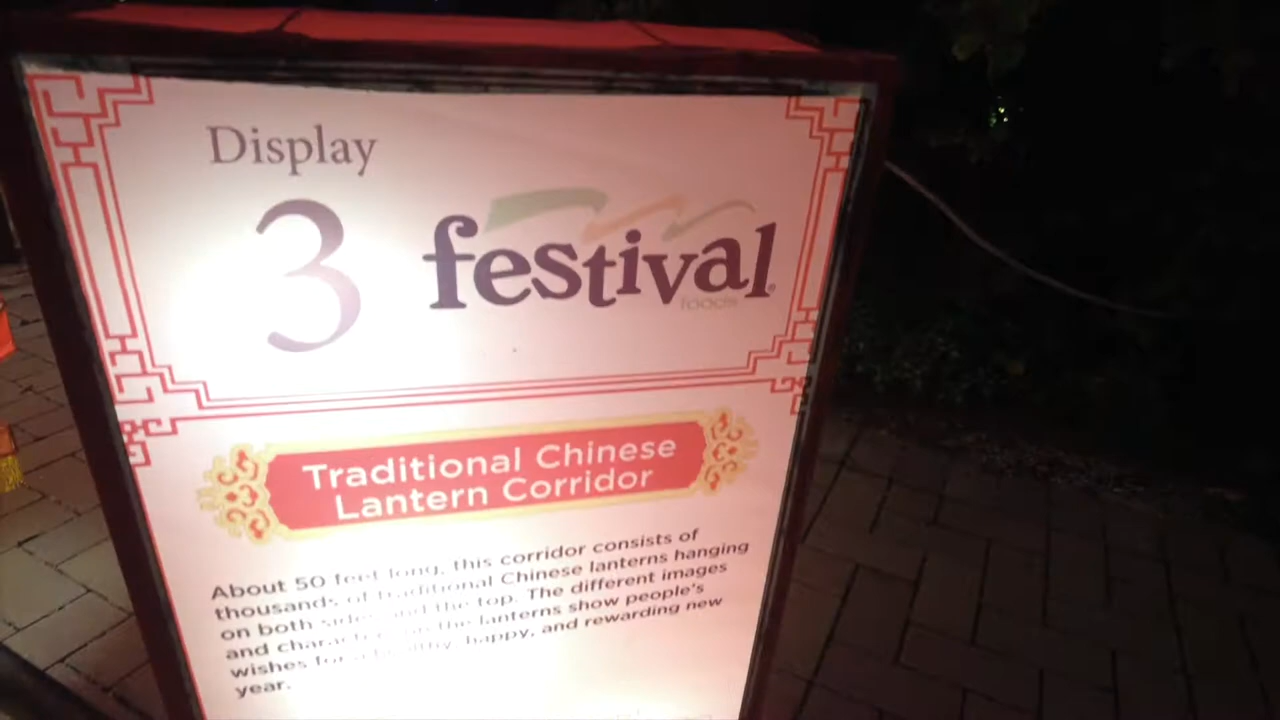 Display
3
festival
foods
Traditional Chinese
Lantern Corridor
About 50 feet long, this corridor consists of
thousands of traditional Chinese lanterns hanging
on both sides and the top. The different images
and characters on the lanterns show people's
wishes for a healthy, happy, and rewarding new
year.